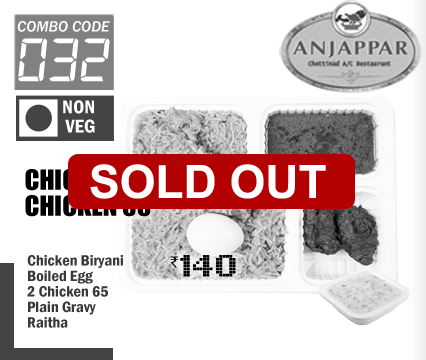 COMBO CODE
032
NON
VEG
ANJAPPAR
Chettinad A/C Restaurant
SOLD OUT
CHICKEN
₹140
Chicken Biryani
Boiled Egg
2 Chicken 65
Plain Gravy
Raitha